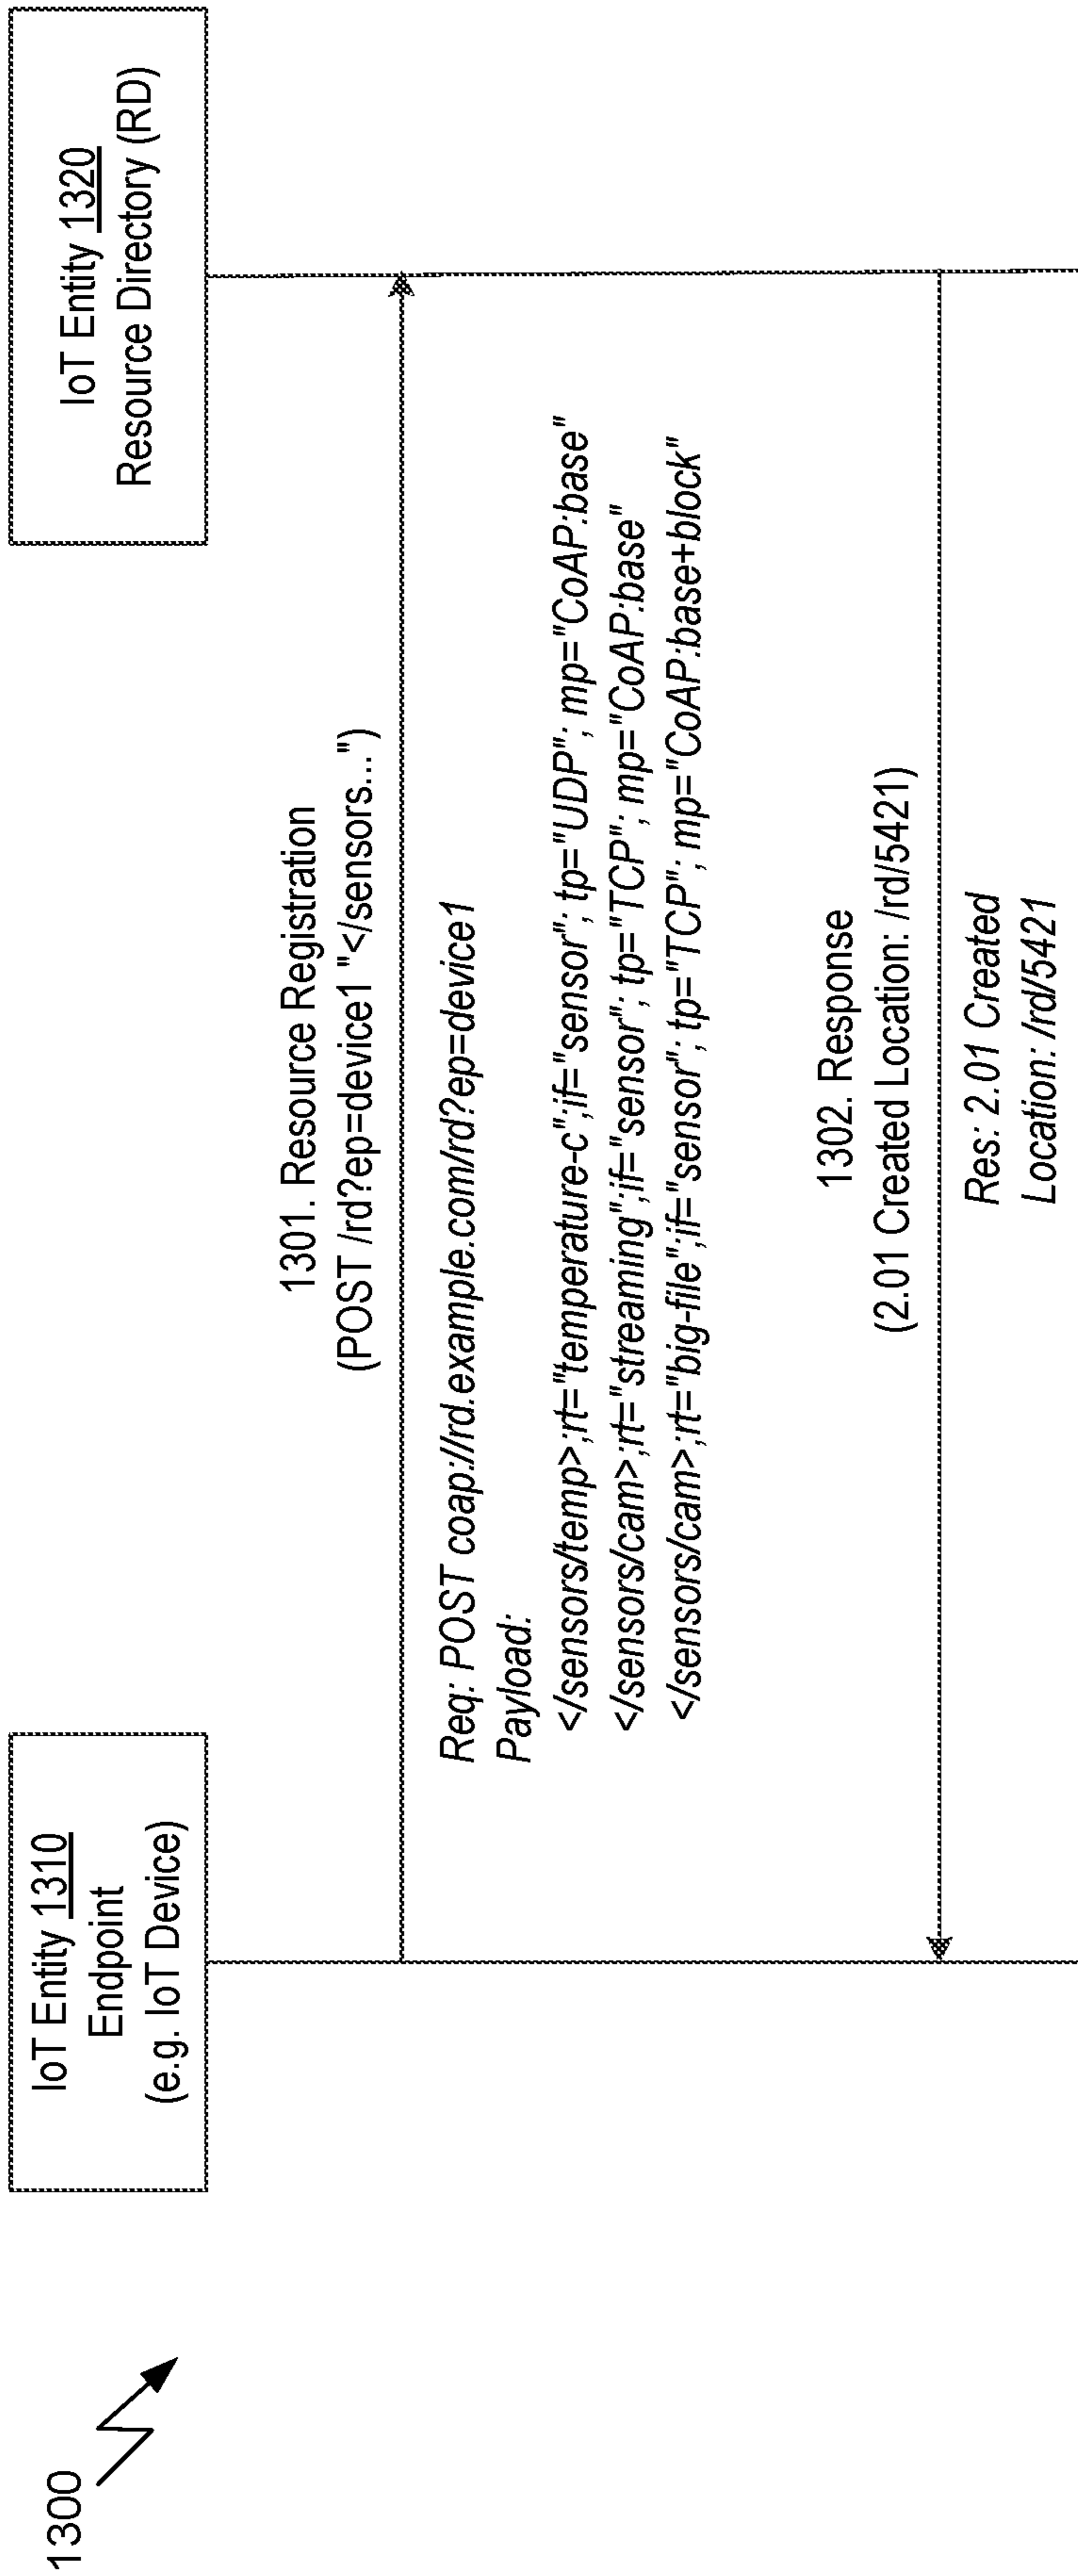 1300
IoT Entity 1310
Endpoint
(e.g. IoT Device)
IoT Entity 1320
Resource Directory (RD)
1301. Resource Registration
(POST /rd?ep=device1 "</sensors...")
Req: POST coap://rd.example.com/rd?ep=device1
Payload:
</sensors/temp>;rt="temperature-c";if="sensor"; tp="UDP"; mp="CoAP:base"
</sensors/cam>;rt="streaming";if="sensor"; tp="TCP"; mp="CoAP:base"
</sensors/cam>;rt="big-file";if="sensor"; tp="TCP"; mp="CoAP:base+block"
1302. Response
(2.01 Created Location: /rd/5421)
Res: 2.01 Created
Location: /rd/5421